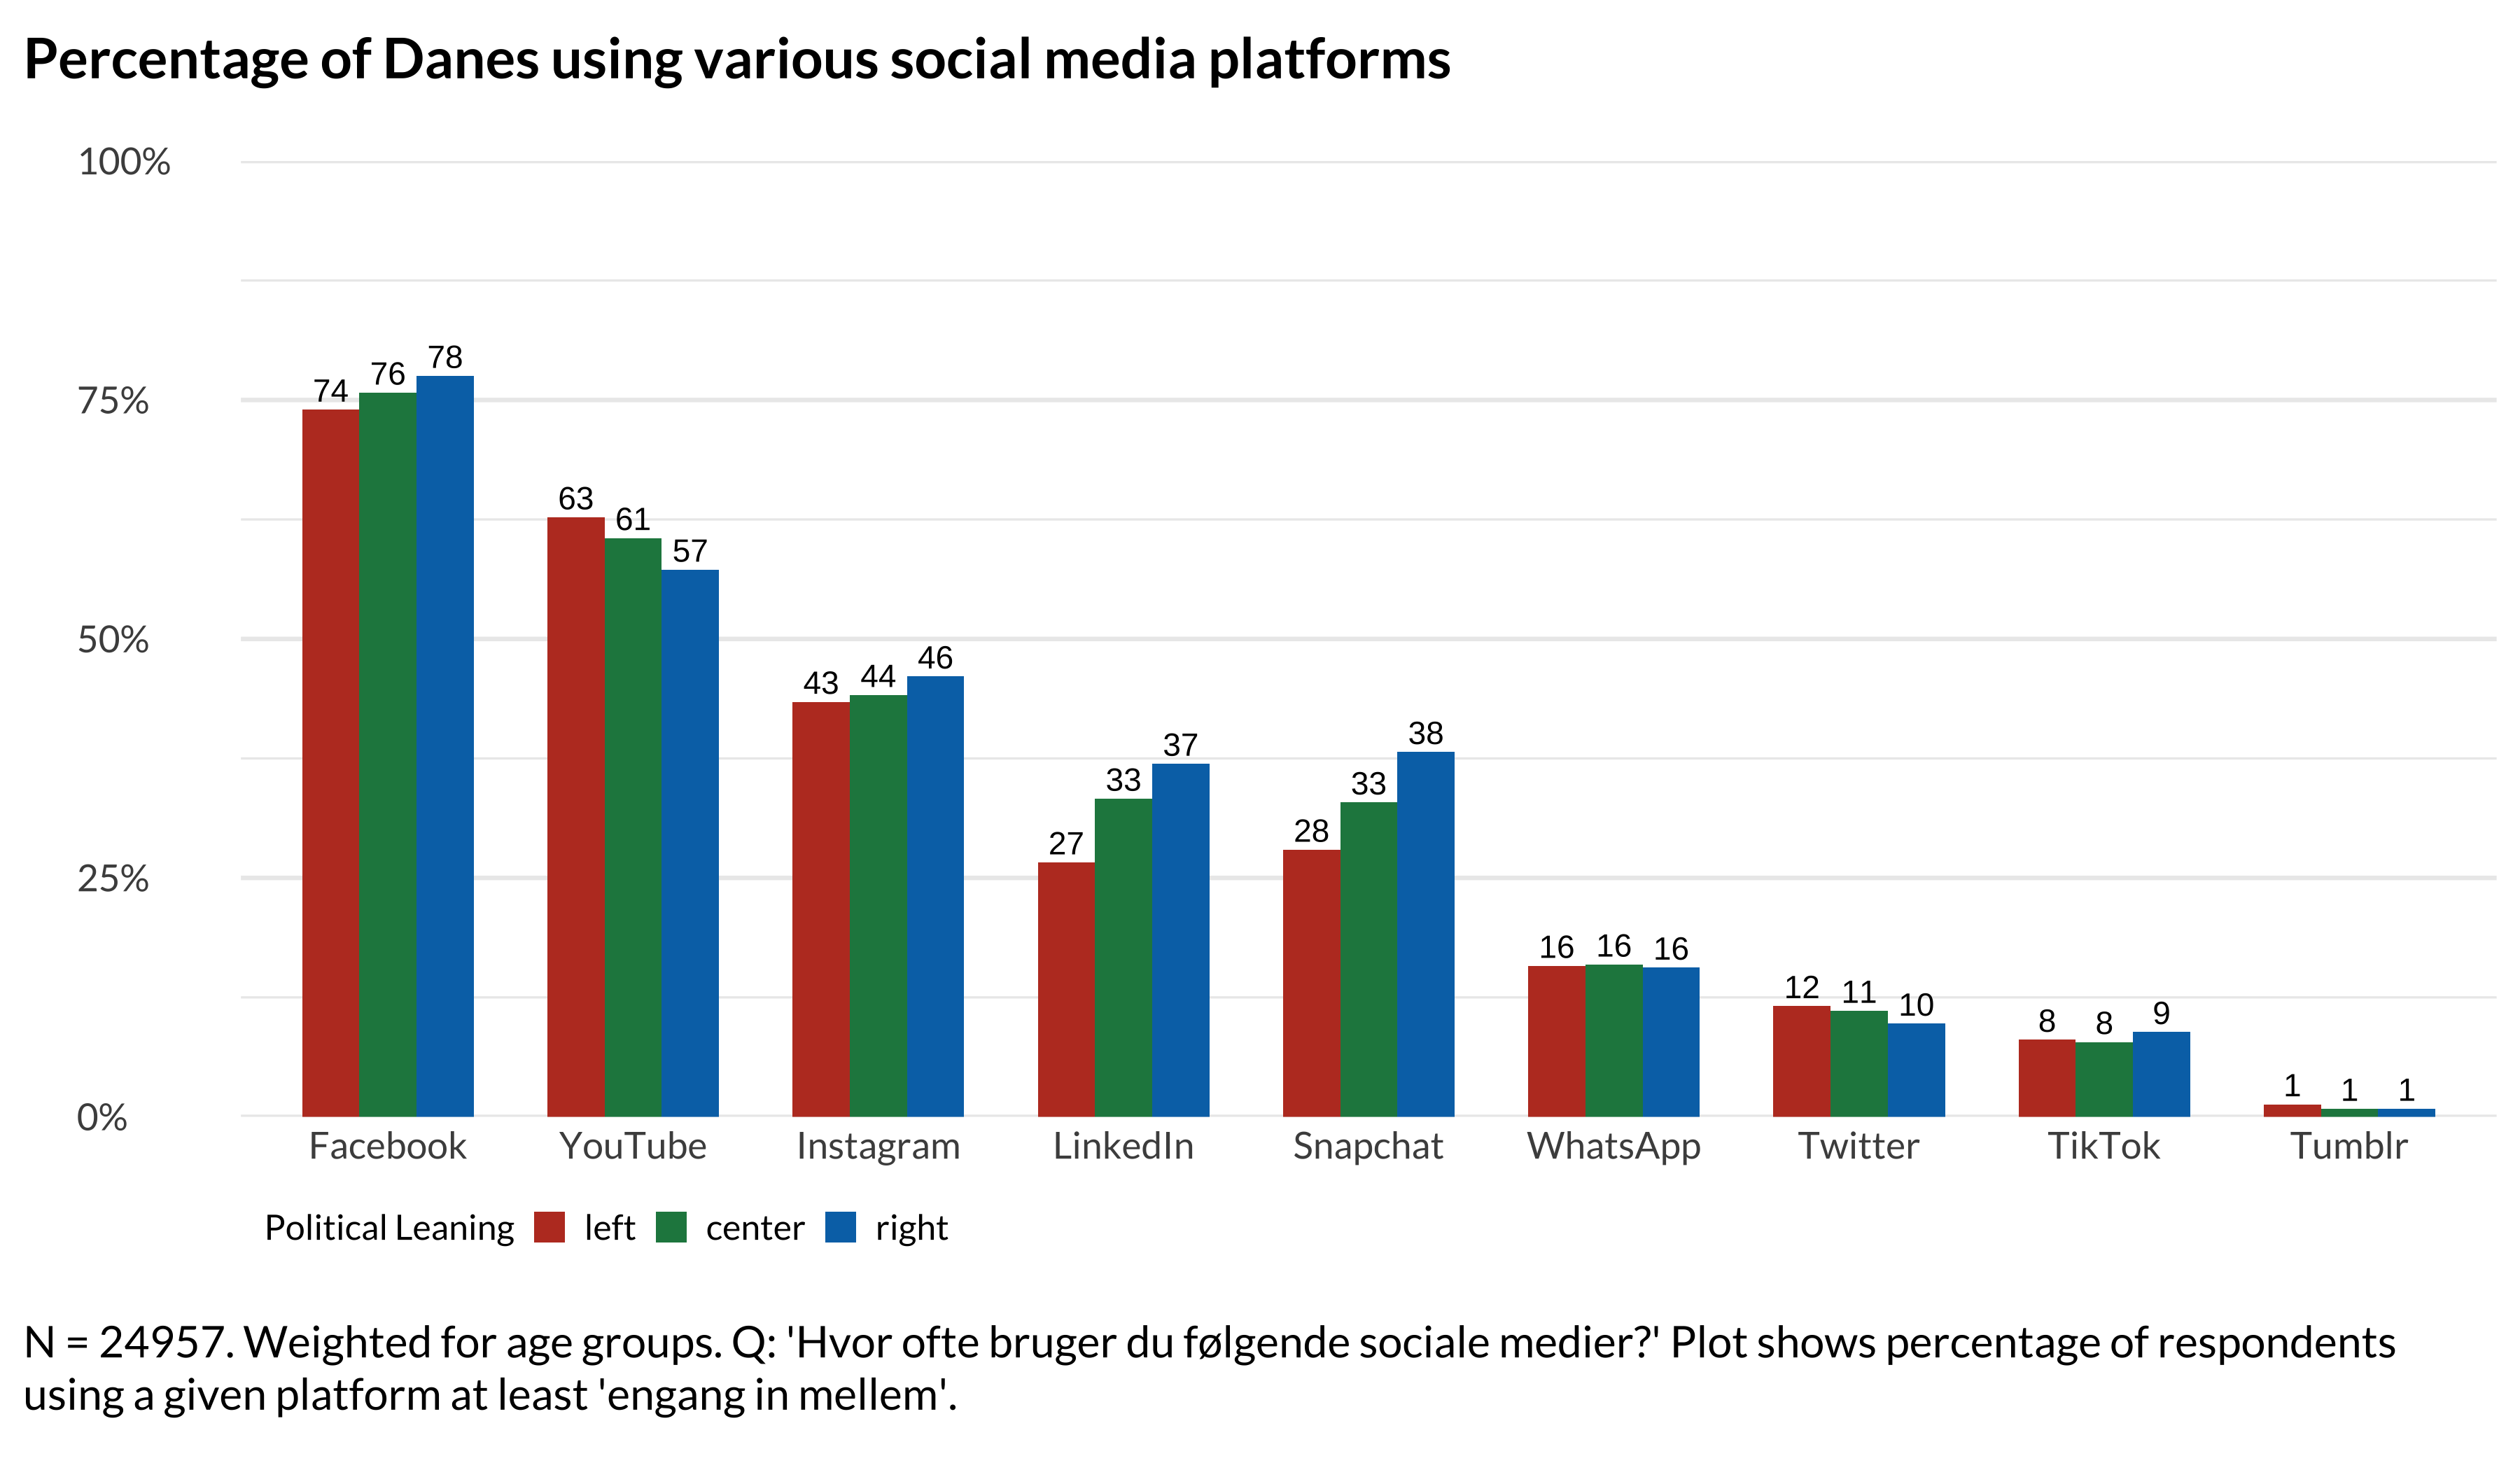 Percentage of Danes using various social media platforms
100%
75%
50%
25%
0%
74 76 78
63 61 57
43 44 46
27 33 37
28 33 38
16 16 16
12 11 10
8 8 9
1 1 1
Facebook YouTube Instagram LinkedIn Snapchat WhatsApp Twitter TikTok Tumblr
Political Leaning left center right
N = 24957. Weighted for age groups. Q: 'Hvor ofte bruger du følgende sociale medier?' Plot shows percentage of respondents
using a given platform at least 'engang in mellem'.